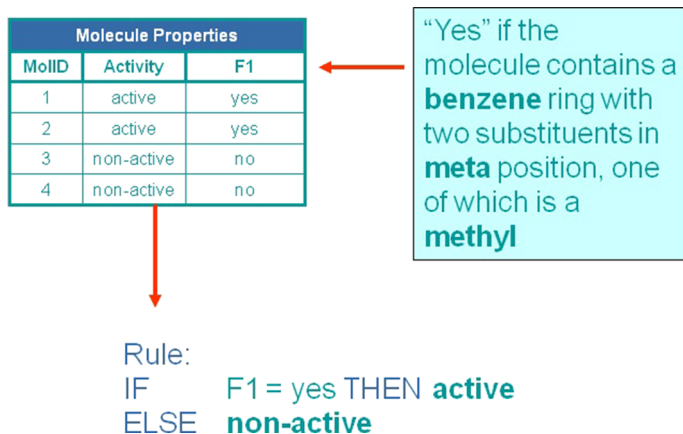 Molecule Properties
MolID Activity F1
1 active yes
2 active yes
3 non-active no
4 non-active no
“Yes” if the
molecule contains a
benzene ring with
two substituents in
meta position, one
of which is a
methyl
Rule:
IF F1 = yes THEN active
ELSE non-active